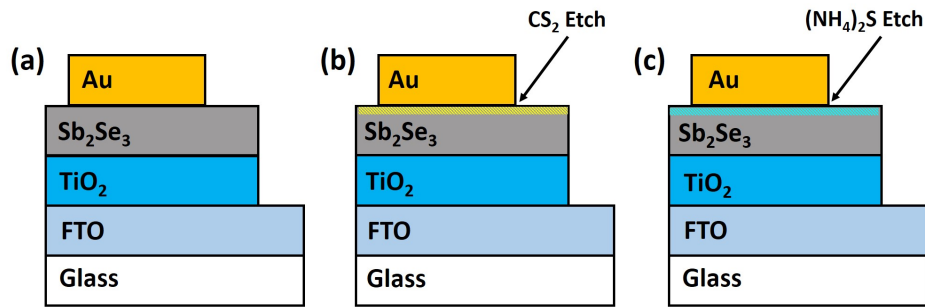 CS₂ Etch
(NH₄)₂S Etch
(a)
Au
Sb₂Se₃
TiO₂
FTO
Glass
(b)
Au
Sb₂Se₃
TiO₂
FTO
Glass
(c)
Au
Sb₂Se₃
TiO₂
FTO
Glass